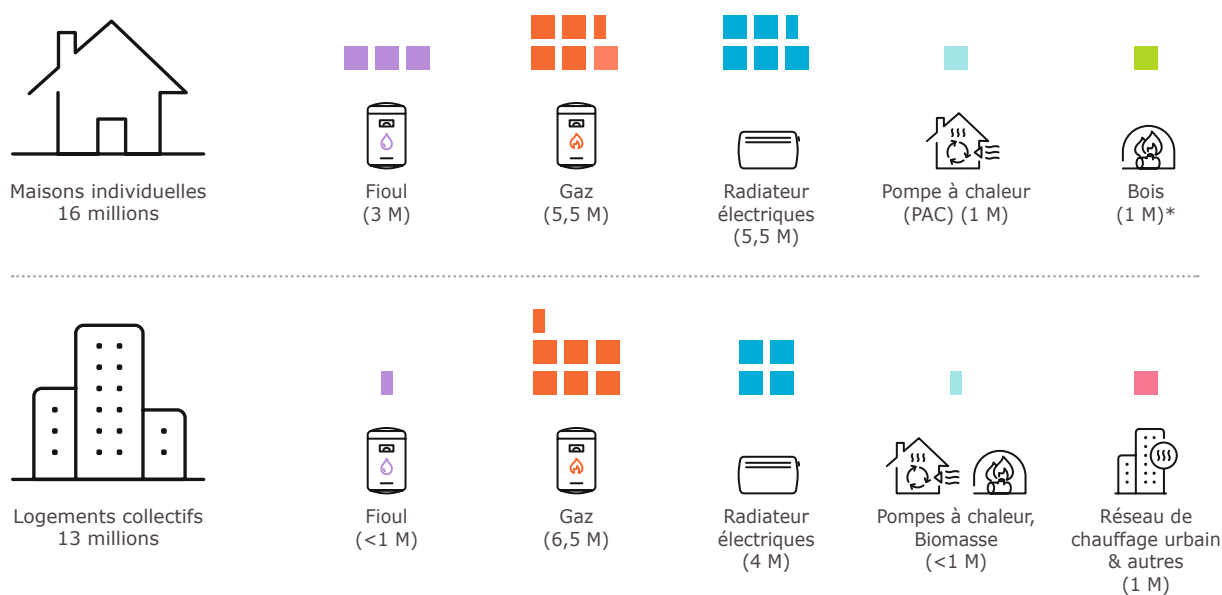 Maisons individuelles
16 millions
Fioul
(3 M)
Gaz
(5,5 M)
Radiateur
électriques
(5,5 M)
Pompe à chaleur
(PAC) (1 M)
Bois
(1 M)*
Logements collectifs
13 millions
Fioul
(<1 M)
Gaz
(6,5 M)
Radiateur
électriques
(4 M)
Pompes à chaleur,
Biomasse
(<1 M)
Réseau de
chauffage urbain
& autres
(1 M)